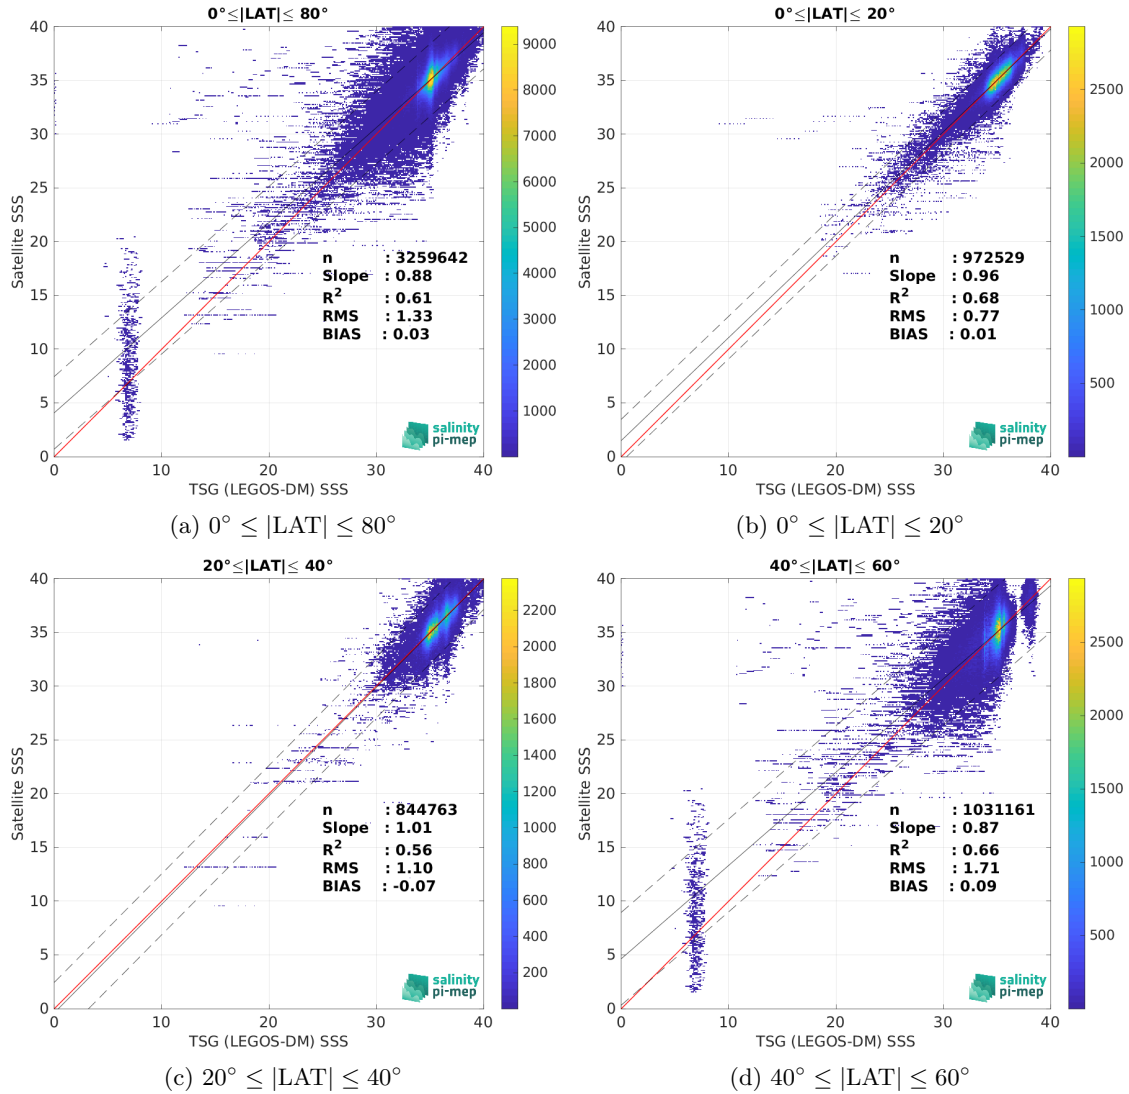 0°≤|LAT|≤ 80°
40
35
30
25
20
15
10
5
0
Satellite SSS
0
10
20
30
40
TSG (LEGOS-DM) SSS
9000
8000
7000
6000
5000
4000
3000
2000
1000
n : 3259642
Slope : 0.88
R² : 0.61
RMS : 1.33
BIAS : 0.03
salinity
pi-mep
(a) 0° ≤ |LAT| ≤ 80°
0°≤|LAT|≤ 20°
40
35
30
25
20
15
10
5
0
Satellite SSS
0
10
20
30
40
TSG (LEGOS-DM) SSS
2500
2000
1500
1000
500
n : 972529
Slope : 0.96
R² : 0.68
RMS : 0.77
BIAS : 0.01
salinity
pi-mep
(b) 0° ≤ |LAT| ≤ 20°
20°≤|LAT|≤ 40°
40
35
30
25
20
15
10
5
0
Satellite SSS
0
10
20
30
40
TSG (LEGOS-DM) SSS
2200
2000
1800
1600
1400
1200
1000
800
600
400
200
n : 844763
Slope : 1.01
R² : 0.56
RMS : 1.10
BIAS : -0.07
salinity
pi-mep
(c) 20° ≤ |LAT| ≤ 40°
40°≤|LAT|≤ 60°
40
35
30
25
20
15
10
5
0
Satellite SSS
0
10
20
30
40
TSG (LEGOS-DM) SSS
2500
2000
1500
1000
500
n : 1031161
Slope : 0.87
R² : 0.66
RMS : 1.71
BIAS : 0.09
salinity
pi-mep
(d) 40° ≤ |LAT| ≤ 60°